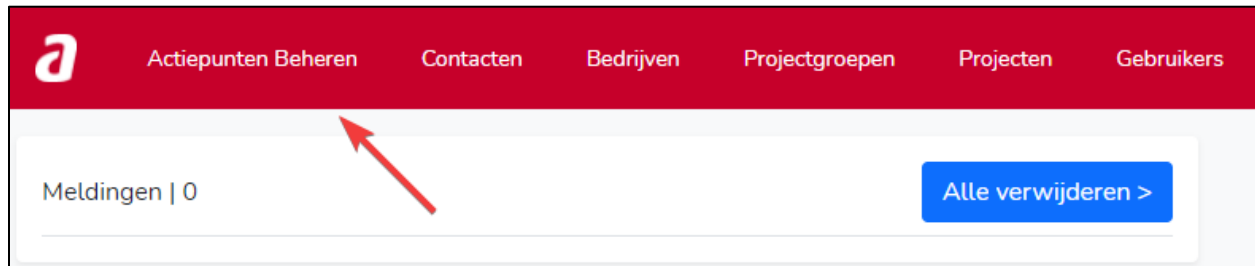 a Actiepunten Beheren Contacten Bedrijven Projectgroepen Projecten Gebruikers
Meldingen | 0 Alle verwijderen >